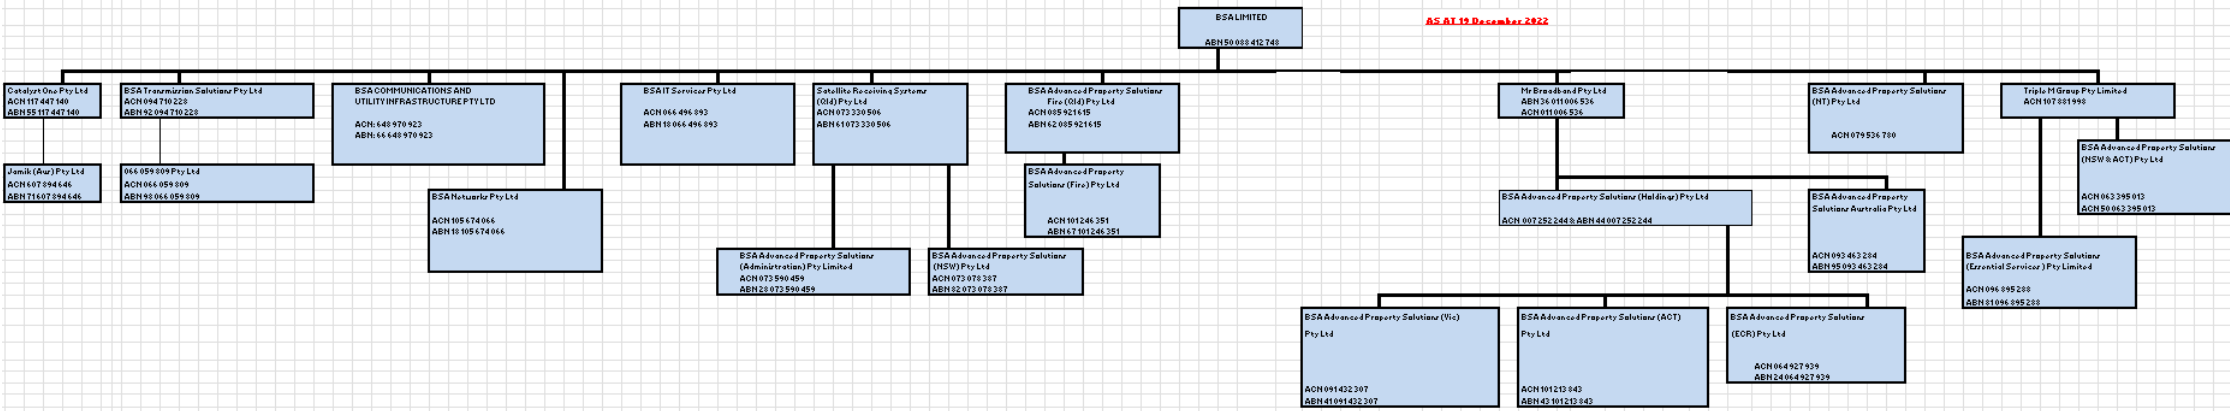 BSA LIMITED
ABN 50 088 412 748
AS AT 19 December 2022
Catalyst One Pty Ltd
ACN 117 447 140
ABN 55 117 447 140
BSA Transmission Solutions Pty Ltd
ACN 094 710 228
ABN 92 094 710 228
BSA COMMUNICATIONS AND
UTILITY INFRASTRUCTURE PTY LTD
ACN: 648 970 923
ABN: 66 648 970 923
BSA IT Services Pty Ltd
ACN 066 496 893
ABN 18 066 496 893
Satellite Receiving Systems
(Qld) Pty Ltd
ACN 073 330 506
ABN 61 073 330 506
BSA Advanced Property Solutions
Fire (Qld) Pty Ltd
ACN 085 921 615
ABN 62 085 921 615
Mr Broadband Pty Ltd
ABN 36 011 006 536
ACN 011 006 536
BSA Advanced Property Solutions
(NT) Pty Ltd
ACN 079 536 780
Triple M Group Pty Limited
ACN 107 881 998
Jamik (Aus) Pty Ltd
ACN 607 894 646
ABN 71 607 894 646
066 059 809 Pty Ltd
ACN 066 059 809
ABN 98 066 059 809
BSA Networks Pty Ltd
ACN 105 674 066
ABN 18 105 674 066
BSA Advanced Property
Solutions (Fire) Pty Ltd
ACN 101 246 351
ABN 67 101 246 351
BSA Advanced Property Solutions (Holdings) Pty Ltd
ACN 007 252 244 & ABN 44 007 252 244
BSA Advanced Property
Solutions Australia Pty Ltd
ACN 093 463 284
ABN 95 093 463 284
BSA Advanced Property Solutions
(NSW & ACT) Pty Ltd
ACN 063 395 013
ACN 50 063 395 013
BSA Advanced Property Solutions
(Administration) Pty Limited
ACN 073 590 459
ABN 28 073 590 459
BSA Advanced Property Solutions
(NSW) Pty Ltd
ACN 073 078 387
ABN 82 073 078 387
BSA Advanced Property Solutions
(Essential Services ) Pty Limited
ACN 096 895 288
ABN 81 096 895 288
BSA Advanced Property Solutions (Vic)
Pty Ltd
ACN 091 432 307
ABN 41 091 432 307
BSA Advanced Property Solutions (ACT)
Pty Ltd
ACN 101 213 843
ABN 43 101 213 843
BSA Advanced Property Solutions
(ECR) Pty Ltd
ACN 064 927 939
ABN 24 064 927 939